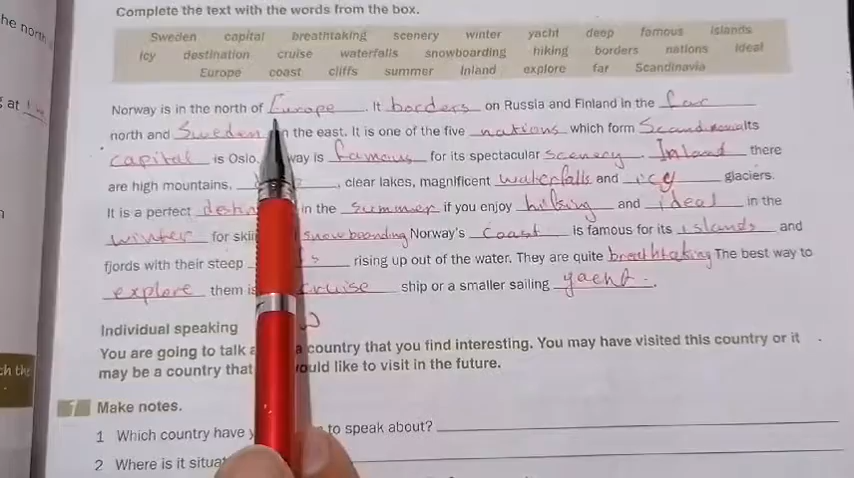 he north
Complete the text with the words from the box.
Sweden capital breathtaking scenery winter yacht deep famous islands
icy destination cruise waterfalls snowboarding hiking borders nations ideal
Europe coast cliffs summer inland explore far Scandinavia
at
Norway is in the north of Europe. It borders on Russia and Finland in the far
north and Sweden in the east. It is one of the five nations which form Its
capital is Oslo. way is famous for its spectacular scenery. Inland there
are high mountains, , clear lakes, magnificent waterfalls and icy glaciers.
It is a perfect in the summer if you enjoy and ideal in the
winter for snowboarding Norway's coast is famous for its islands and
fjords with their steep rising up out of the water. They are quite breathtaking The best way to
explore them cruise ship or a smaller sailing yacht.
Individual speaking
You are going to talk a country that you find interesting. You may have visited this country or it
may be a country that ould like to visit in the future.
ch the
1 Make notes.
1 Which country have to speak about?
2 Where is it